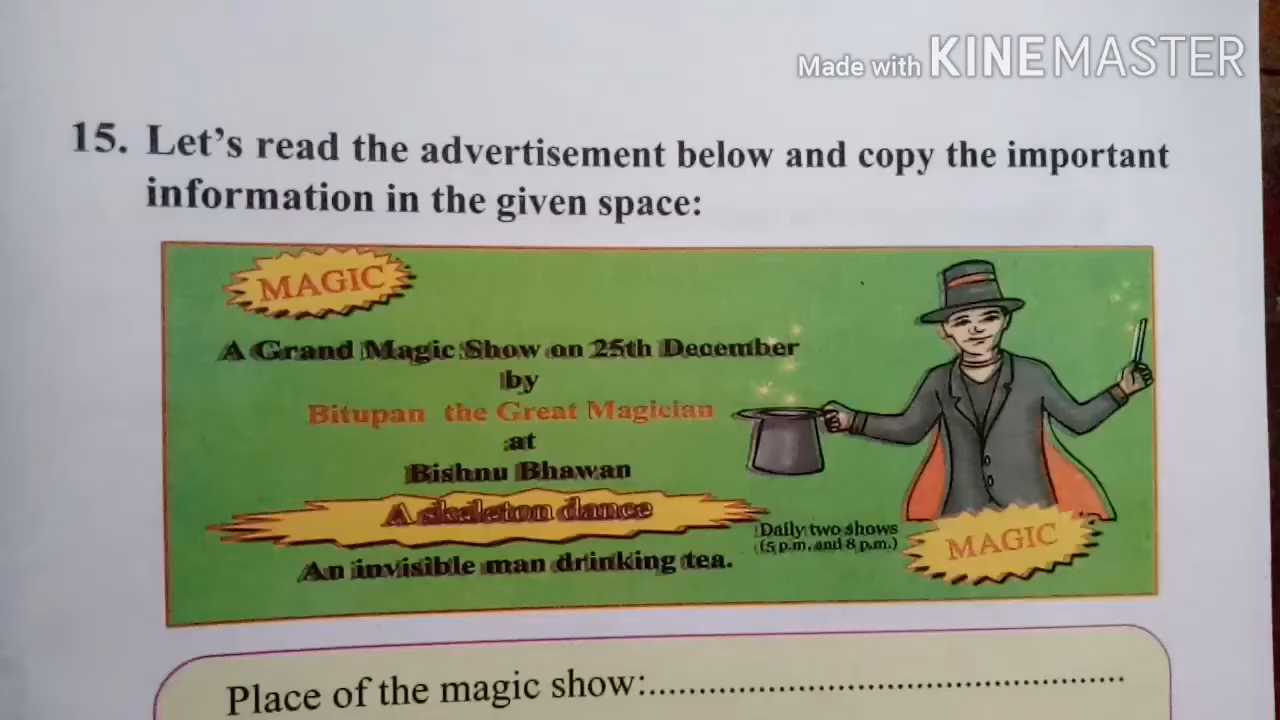 Made with KINEMASTER
15. Let's read the advertisement below and copy the important
information in the given space:
MAGIC
A Grand Magic Show on 25th December
by
Bitupan the Great Magician
at
Bishnu Bhawan
A skeleton dance
An invisible man drinking tea.
Daily two shows
(5 p.m. and 8 p.m.)
MAGIC
Place of the magic show:..................................................